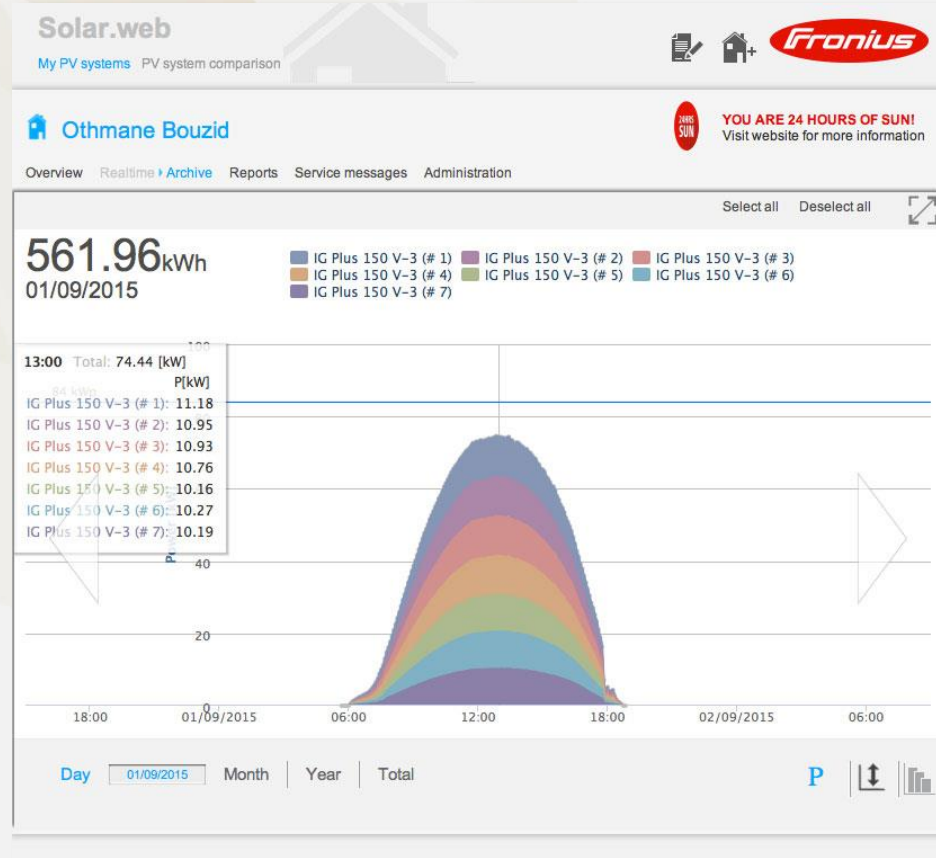 Solar.web
My PV systems PV system comparison
Fronius
Othmane Bouzid
24HRS
SUN
YOU ARE 24 HOURS OF SUN!
Visit website for more information
Overview Realtime Archive Reports Service messages Administration
Select all Deselect all
561.96kWh
01/09/2015
IG Plus 150 V-3 (# 1) IG Plus 150 V-3 (# 2) IG Plus 150 V-3 (# 3)
IG Plus 150 V-3 (# 4) IG Plus 150 V-3 (# 5) IG Plus 150 V-3 (# 6)
IG Plus 150 V-3 (# 7)
100
13:00 Total: 74.44 [kW]
P[kW]
84 kWp
IG Plus 150 V-3 (# 1): 11.18
IG Plus 150 V-3 (# 2): 10.95
IG Plus 150 V-3 (# 3): 10.93
IG Plus 150 V-3 (# 4): 10.76
IG Plus 150 V-3 (# 5): 10.16
IG Plus 150 V-3 (# 6): 10.27
IG Plus 150 V-3 (# 7): 10.19
40
20
0
18:00 01/09/2015 06:00 12:00 18:00 02/09/2015 06:00
Day 01/09/2015 Month Year Total
P